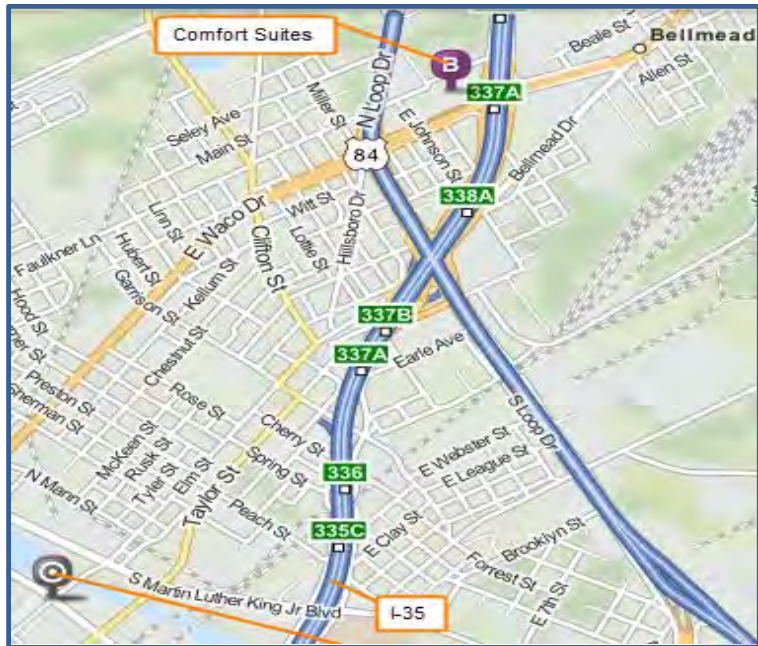 Comfort Suites
B
Bellmead
Beale St
Allen St
337A
N Loop Dr
Miller St
Seley Ave
Main St
84
E Johnson St
Bellmead Dr
338A
E Waco Dr
Witt St
Lottie St
Hillsboro Dr
Linn St
Faulkner Ln
Hubert St
Garrison St
Kellum St
Clifton St
Hood St
337B
337A
Earle Ave
Chestnut St
Preston St
Sherman St
Rose St
S Loop Dr
McKeen St
Rusk St
Tyler St
Elm St
Cherry St
Spring St
E Webster St
E League St
336
N Mann St
Taylor St
Peach St
335C
E Clay St
Brooklyn St
Forrest St
E 7th St
S Martin Luther King Jr Blvd
I-35